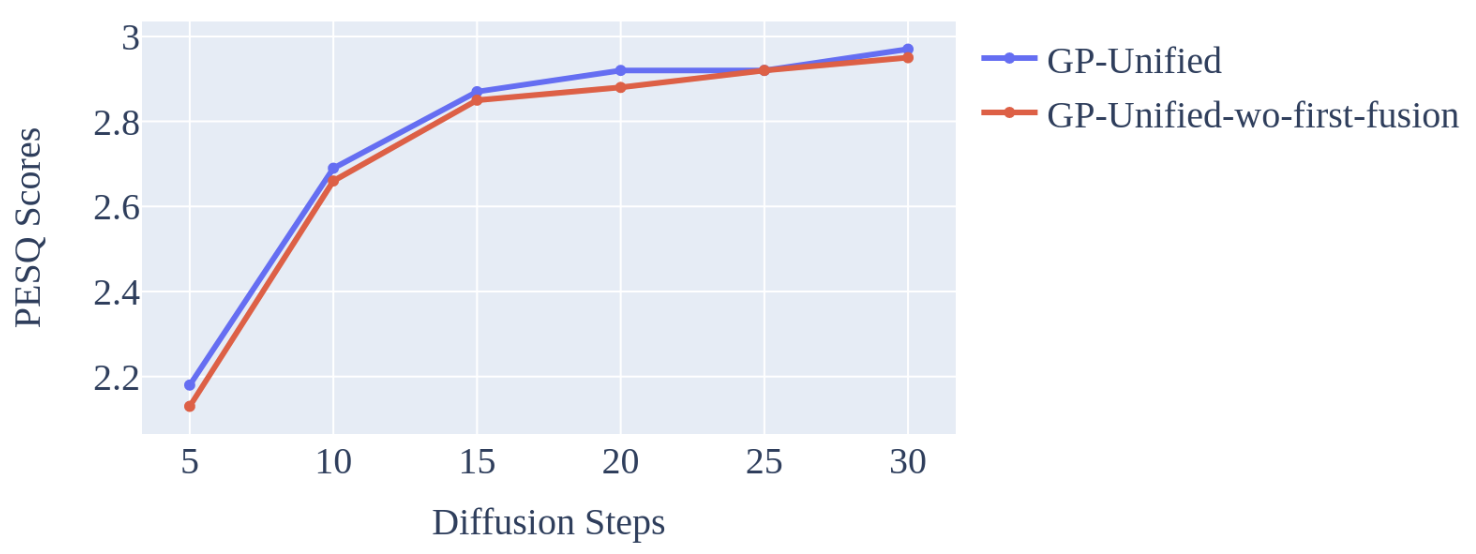 PESQ Scores
3
2.8
2.6
2.4
2.2
5 10 15 20 25 30
Diffusion Steps
GP-Unified
GP-Unified-wo-first-fusion